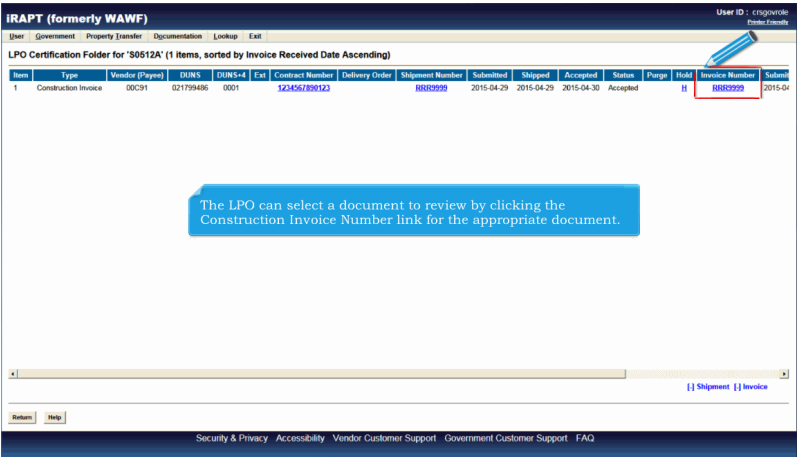 iRAPT (formerly WAWF)
User ID : crsgovrole
Printer Friendly
User Government Property Transfer Documentation Lookup Exit
LPO Certification Folder for 'S0512A' (1 items, sorted by Invoice Received Date Ascending)
Item Type Vendor (Payee) DUNS DUNS+4 Ext Contract Number Delivery Order Shipment Number Submitted Shipped Accepted Status Purge Hold Invoice Number Submit
1 Construction Invoice 00C91 021799486 0001 1234567890123 RRR9999 2015-04-29 2015-04-29 2015-04-30 Accepted H RRR9999 2015-04
The LPO can select a document to review by clicking the
Construction Invoice Number link for the appropriate document.
[-] Shipment [-] Invoice
Return Help
Security & Privacy Accessibility Vendor Customer Support Government Customer Support FAQ